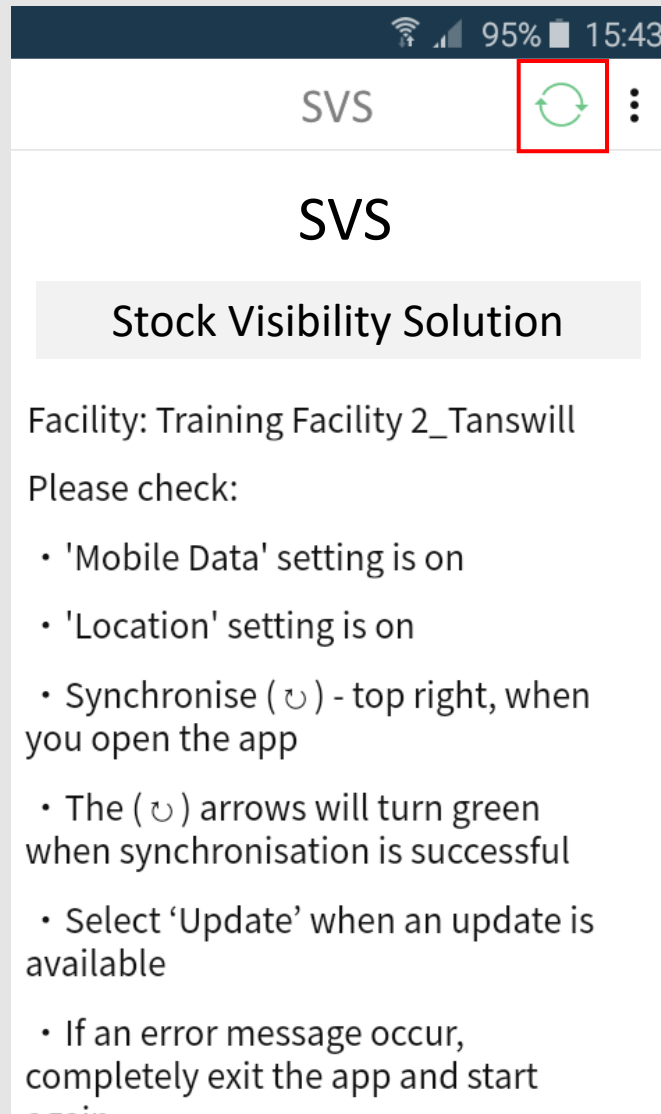 95% 15:43
SVS
SVS
Stock Visibility Solution
Facility: Training Facility 2_Tanswill
Please check:
• 'Mobile Data' setting is on
• 'Location' setting is on
• Synchronise (↻) - top right, when
you open the app
• The (↻) arrows will turn green
when synchronisation is successful
• Select ‘Update’ when an update is
available
• If an error message occur,
completely exit the app and start